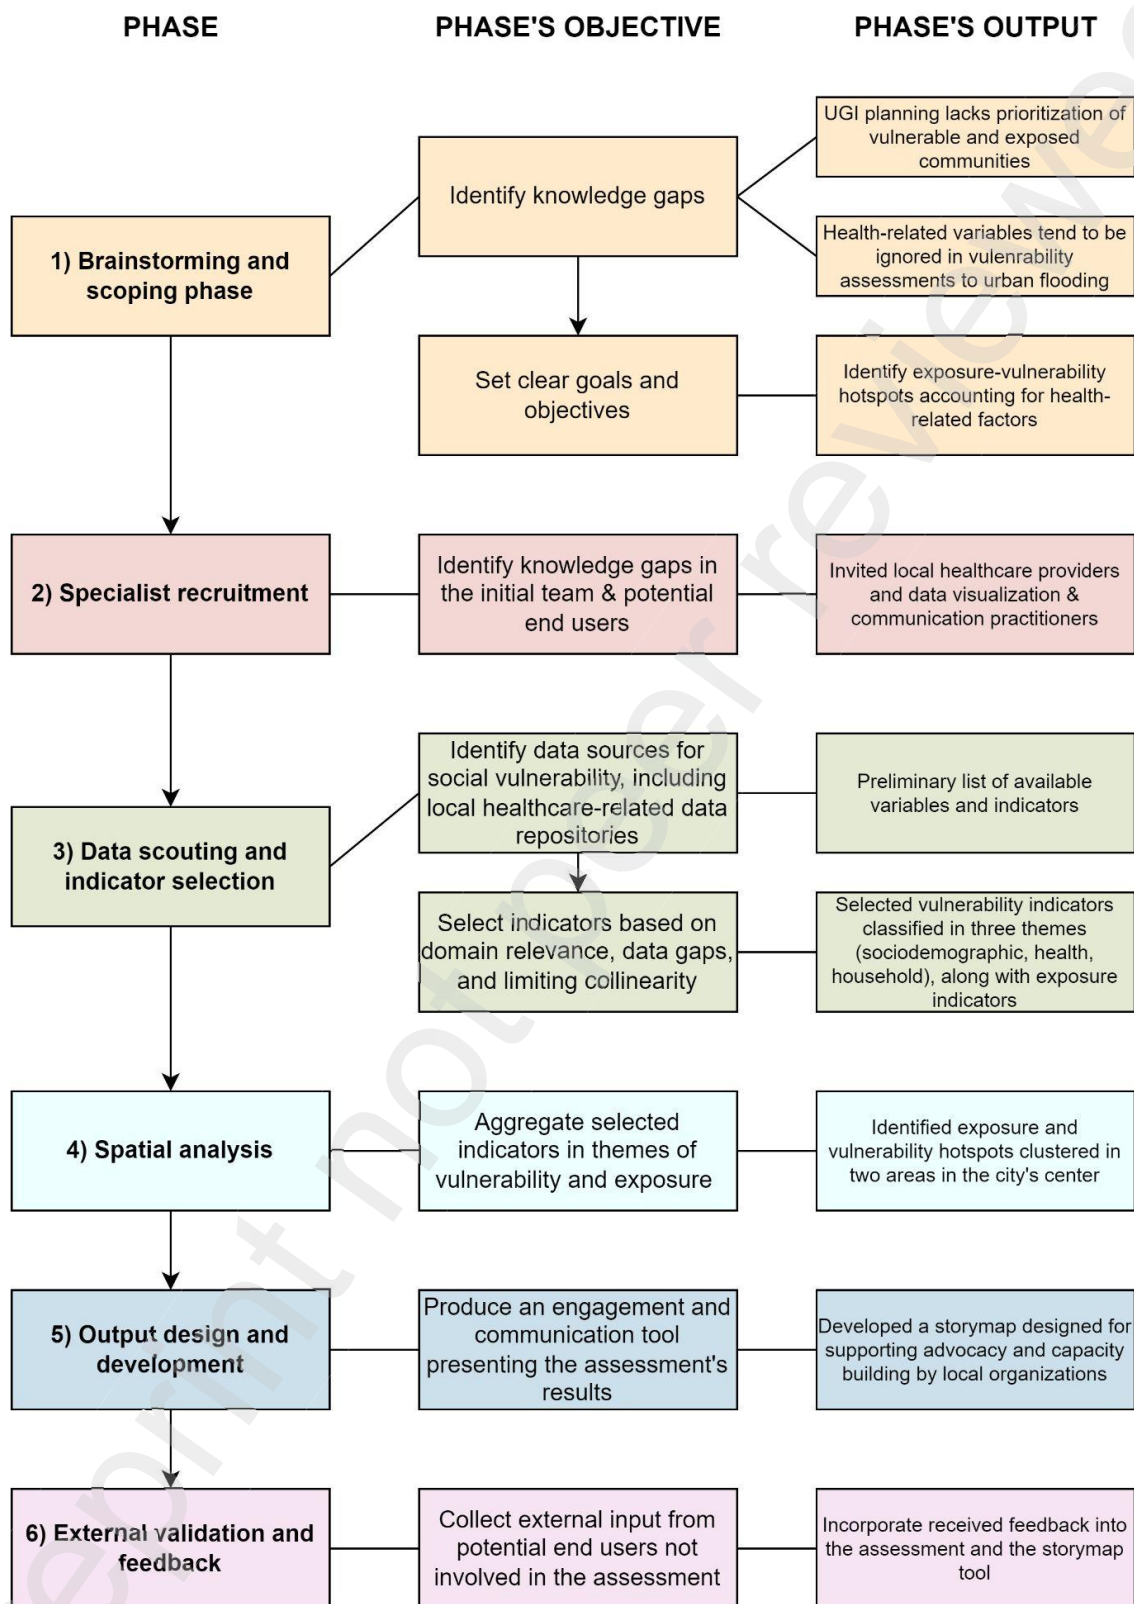 PHASE
PHASE'S OBJECTIVE
PHASE'S OUTPUT
1) Brainstorming and
scoping phase
Identify knowledge gaps
UGI planning lacks prioritization of
vulnerable and exposed
communities
Health-related variables tend to be
ignored in vulenrability
assessments to urban flooding
Set clear goals and
objectives
Identify exposure-vulnerability
hotspots accounting for health-
related factors
2) Specialist recruitment
Identify knowledge gaps in
the initial team & potential
end users
Invited local healthcare providers
and data visualization &
communication practitioners
3) Data scouting and
indicator selection
Identify data sources for
social vulnerability, including
local healthcare-related data
repositories
Preliminary list of available
variables and indicators
Select indicators based on
domain relevance, data gaps,
and limiting collinearity
Selected vulnerability indicators
classified in three themes
(sociodemographic, health,
household), along with exposure
indicators
4) Spatial analysis
Aggregate selected
indicators in themes of
vulnerability and exposure
Identified exposure and
vulnerability hotspots clustered in
two areas in the city's center
5) Output design and
development
Produce an engagement and
communication tool
presenting the assessment's
results
Developed a storymap designed for
supporting advocacy and capacity
building by local organizations
6) External validation and
feedback
Collect external input from
potential end users not
involved in the assessment
Incorporate received feedback into
the assessment and the storymap
tool
eprint not peer reviewe